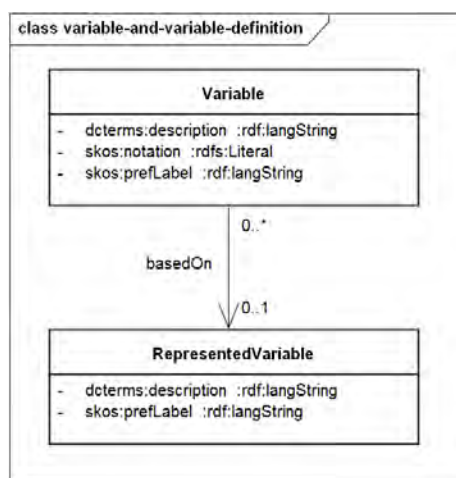 class variable-and-variable-definition
Variable
- dcterms:description :rdf:langString
- skos:notation :rdfs:Literal
- skos:prefLabel :rdf:langString
0..*
basedOn
0..1
RepresentedVariable
- dcterms:description :rdf:langString
- skos:prefLabel :rdf:langString